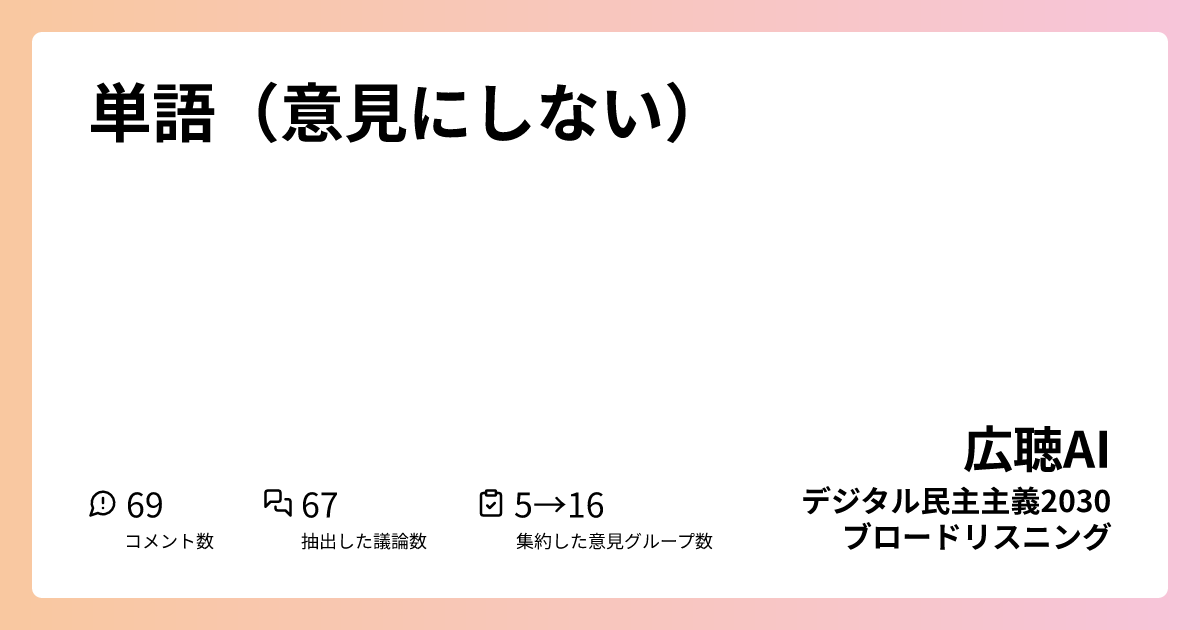 単語（意見にしない）
69
コメント数
67
抽出した議論数
5→16
集約した意見グループ数
広聴AI
デジタル民主主義2030
ブロードリスニング